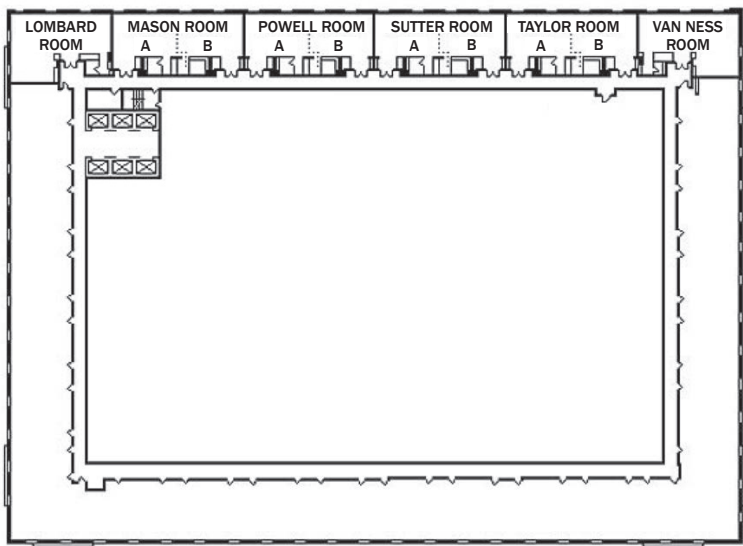 LOMBARD
ROOM
MASON ROOM
A B
POWELL ROOM
A B
SUTTER ROOM
A B
TAYLOR ROOM
A B
VAN NESS
ROOM